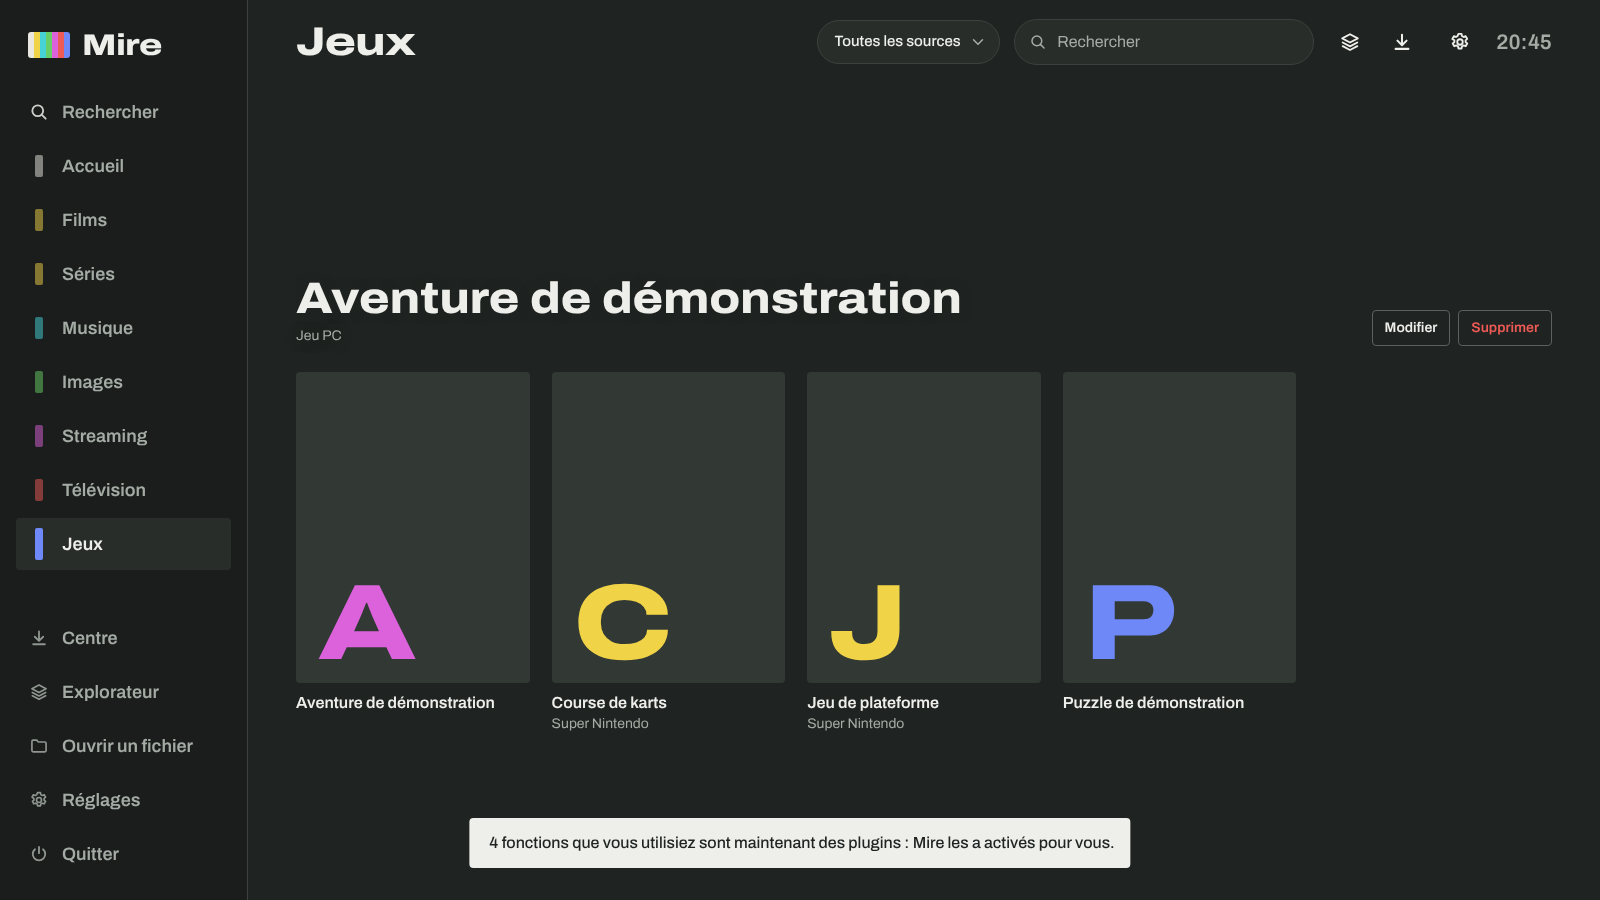 Mire
Rechercher
Accueil
Films
Séries
Musique
Images
Streaming
Télévision
Jeux
Centre
Explorateur
Ouvrir un fichier
Réglages
Quitter
Jeux
Toutes les sources
Rechercher
20:45
Aventure de démonstration
Jeu PC
Modifier
Supprimer
A
C
J
P
Aventure de démonstration
Course de karts
Super Nintendo
Jeu de plateforme
Super Nintendo
Puzzle de démonstration
4 fonctions que vous utilisiez sont maintenant des plugins : Mire les a activés pour vous.